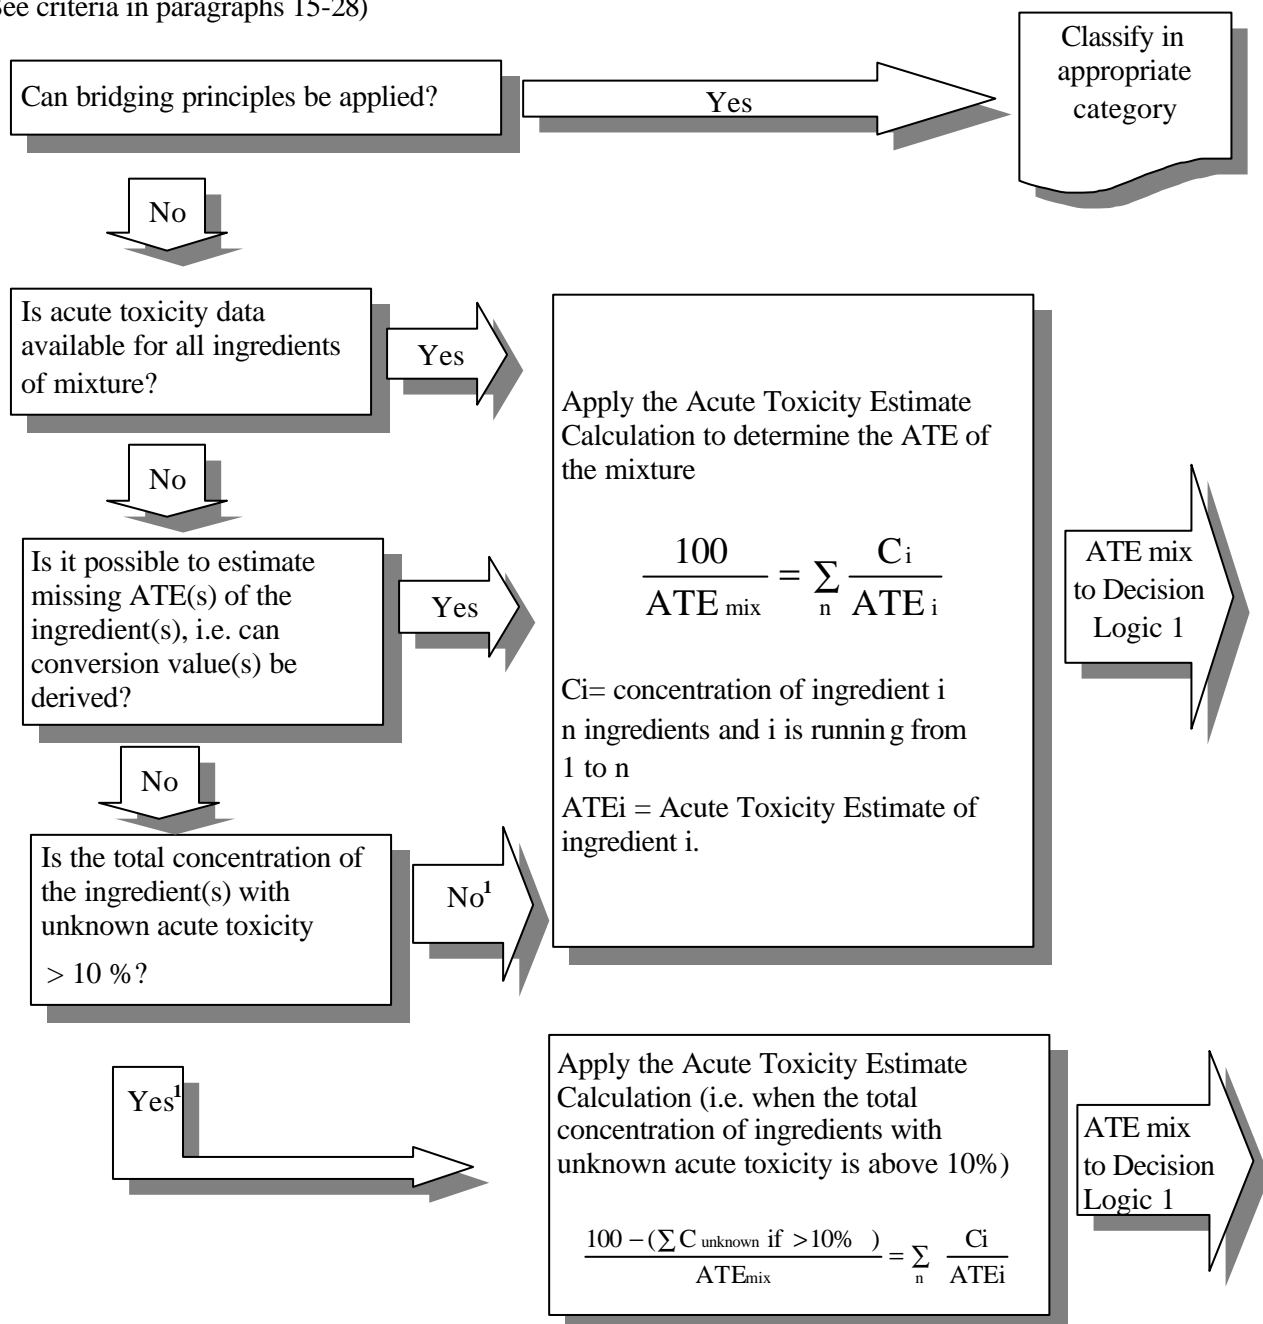 See criteria in paragraphs 15-28)
Can bridging principles be applied?
Yes
Classify in
appropriate
category
No
Is acute toxicity data
available for all ingredients
of mixture?
Yes
No
Is it possible to estimate
missing ATE(s) of the
ingredient(s), i.e. can
conversion value(s) be
derived?
Yes
No
Is the total concentration of
the ingredient(s) with
unknown acute toxicity
> 10 %?
No¹
Apply the Acute Toxicity Estimate
Calculation to determine the ATE of
the mixture
100 / ATE mix = ∑ n C i / ATE i
Ci= concentration of ingredient i
n ingredients and i is running from
1 to n
ATEi = Acute Toxicity Estimate of
ingredient i.
ATE mix
to Decision
Logic 1
Yes¹
Apply the Acute Toxicity Estimate
Calculation (i.e. when the total
concentration of ingredients with
unknown acute toxicity is above 10%)
100 – (∑ C unknown if >10% ) / ATEmix = ∑ n Ci / ATEi
ATE mix
to Decision
Logic 1